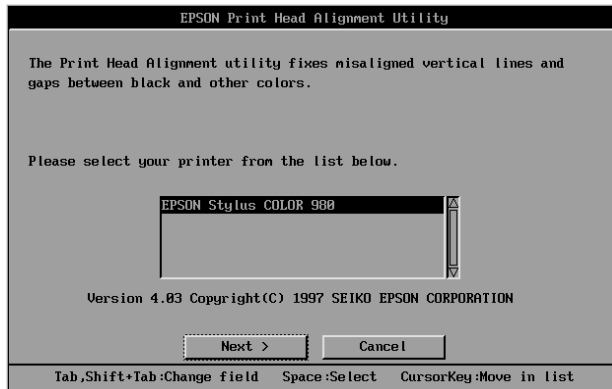 EPSON Print Head Alignment Utility
The Print Head Alignment utility fixes misaligned vertical lines and
gaps between black and other colors.
Please select your printer from the list below.
EPSON Stylus COLOR 980
Version 4.03 Copyright(C) 1997 SEIKO EPSON CORPORATION
Next > Cancel
Tab,Shift+Tab:Change field Space:Select CursorKey:Move in list